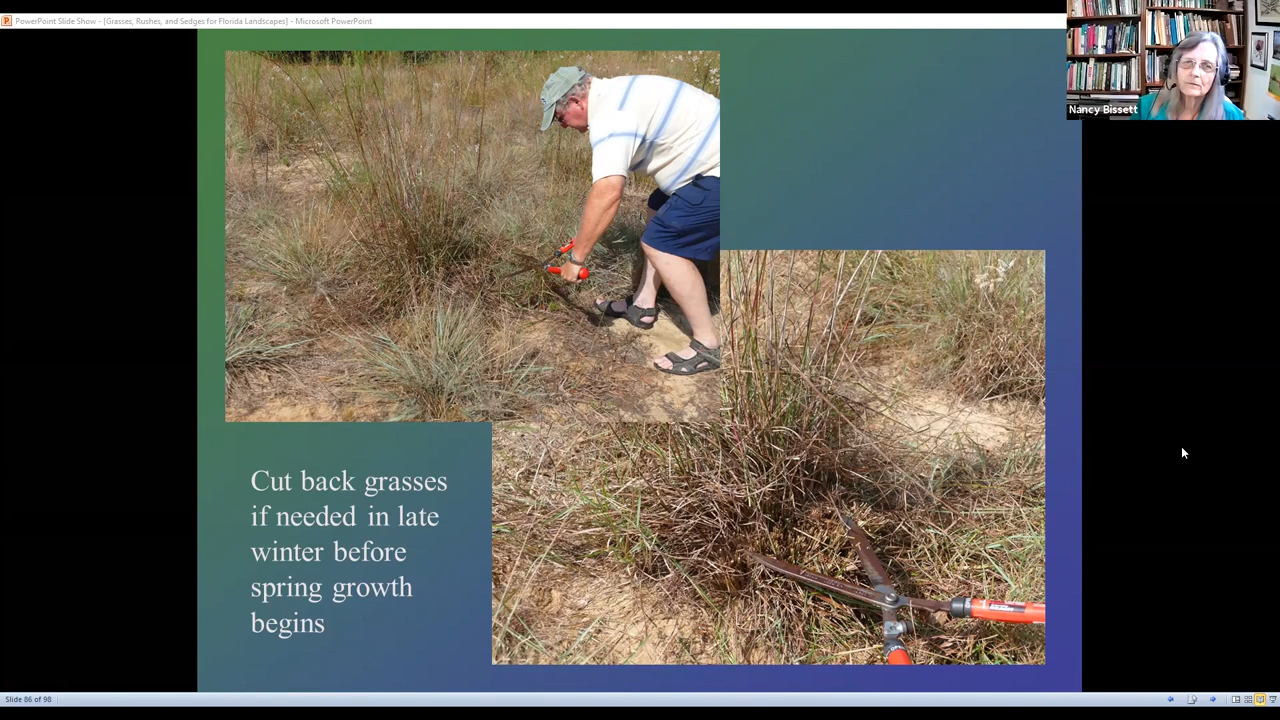 PowerPoint Slide Show - [Grasses, Rushes, and Sedges for Florida Landscapes] - Microsoft PowerPoint
Nancy Bissett
Cut back grasses
if needed in late
winter before
spring growth
begins
Slide 86 of 98